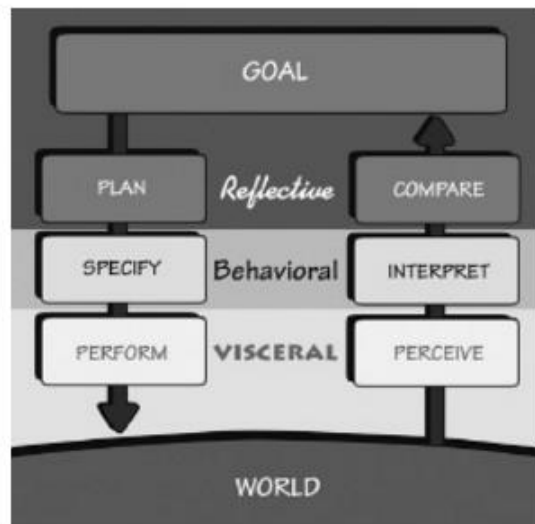 GOAL
PLAN Reflective COMPARE
SPECIFY Behavioral INTERPRET
PERFORM VISCERAL PERCEIVE
WORLD